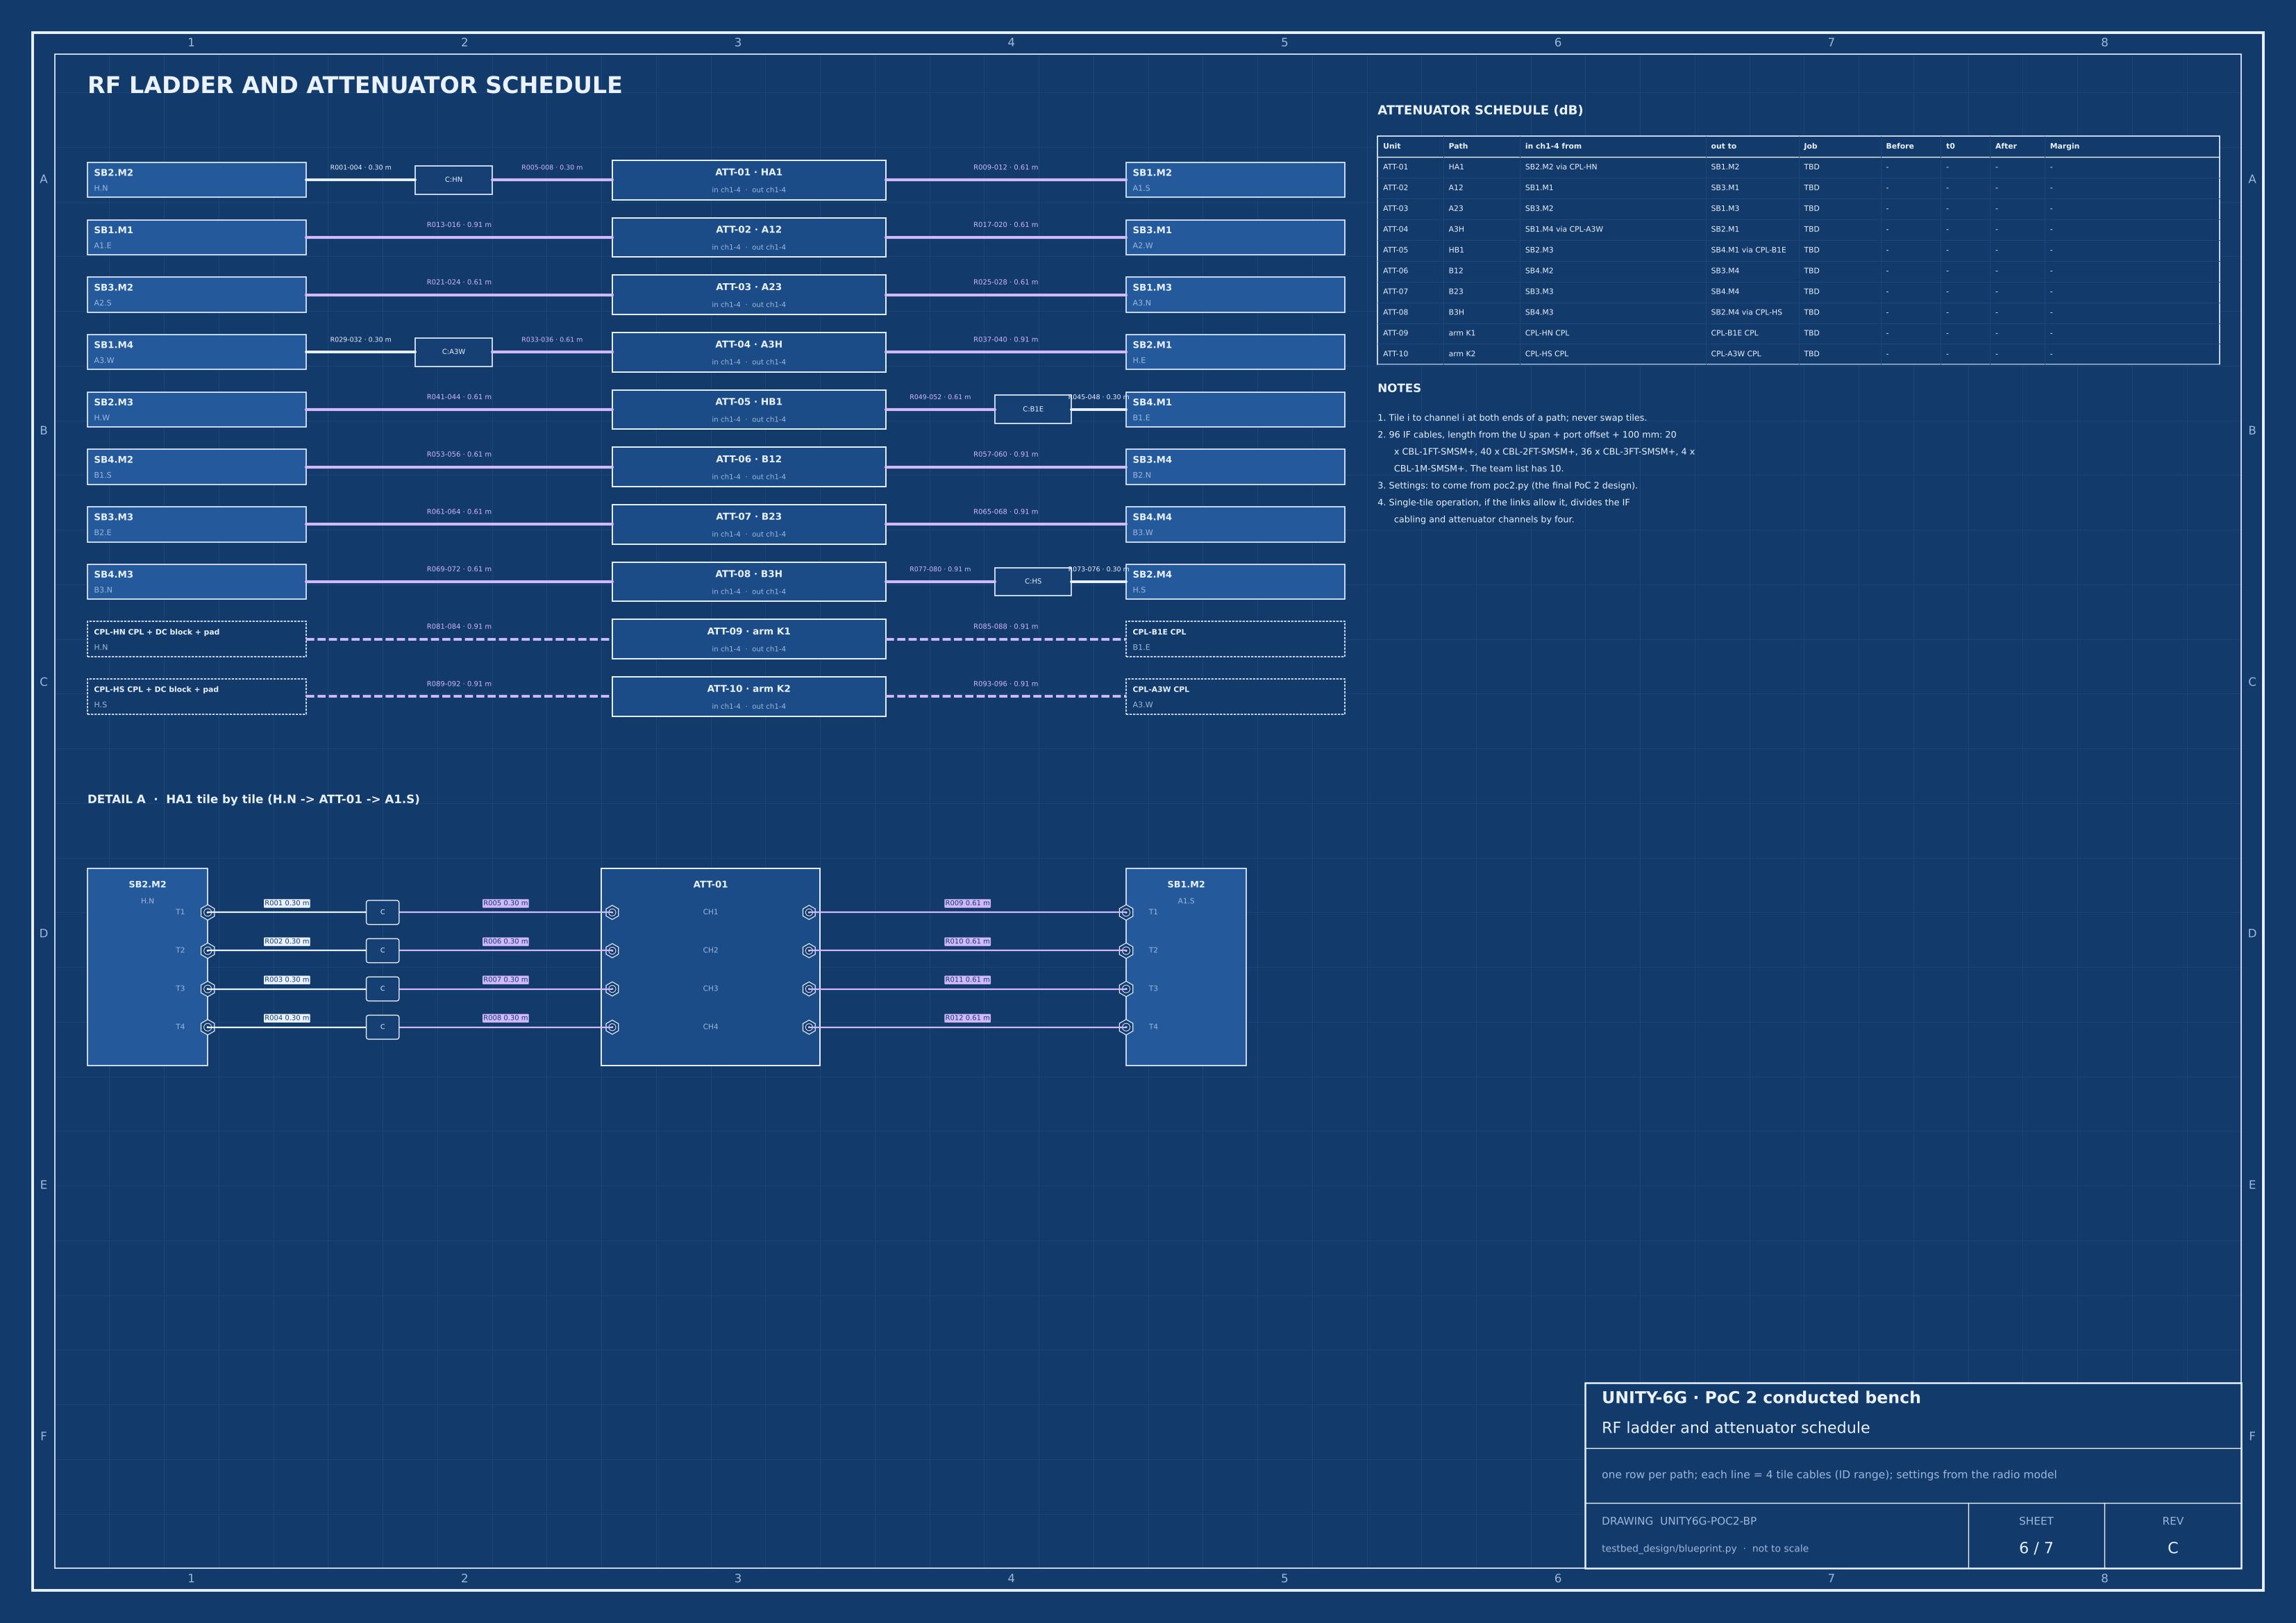 1 2 3 4 5 6 7 8
RF LADDER AND ATTENUATOR SCHEDULE
A
SB2.M2
H.N
R001-004 · 0.30 m
C:HN
R005-008 · 0.30 m
ATT-01 · HA1
in ch1-4 · out ch1-4
R009-012 · 0.61 m
SB1.M2
A1.S
A
SB1.M1
A1.E
R013-016 · 0.91 m
ATT-02 · A12
in ch1-4 · out ch1-4
R017-020 · 0.61 m
SB3.M1
A2.W
SB3.M2
A2.S
R021-024 · 0.61 m
ATT-03 · A23
in ch1-4 · out ch1-4
R025-028 · 0.61 m
SB1.M3
A3.N
SB1.M4
A3.W
R029-032 · 0.30 m
C:A3W
R033-036 · 0.61 m
ATT-04 · A3H
in ch1-4 · out ch1-4
R037-040 · 0.91 m
SB2.M1
H.E
SB2.M3
H.W
R041-044 · 0.61 m
ATT-05 · HB1
in ch1-4 · out ch1-4
R049-052 · 0.61 m
C:B1E
R045-048 · 0.30 m
SB4.M1
B1.E
B
B
SB4.M2
B1.S
R053-056 · 0.61 m
ATT-06 · B12
in ch1-4 · out ch1-4
R057-060 · 0.91 m
SB3.M4
B2.N
SB3.M3
B2.E
R061-064 · 0.61 m
ATT-07 · B23
in ch1-4 · out ch1-4
R065-068 · 0.91 m
SB4.M4
B3.W
SB4.M3
B3.N
R069-072 · 0.61 m
ATT-08 · B3H
in ch1-4 · out ch1-4
R077-080 · 0.91 m
C:HS
R073-076 · 0.30 m
SB2.M4
H.S
CPL-HN CPL + DC block + pad
H.N
R081-084 · 0.91 m
ATT-09 · arm K1
in ch1-4 · out ch1-4
R085-088 · 0.91 m
CPL-B1E CPL
B1.E
C
C
CPL-HS CPL + DC block + pad
H.S
R089-092 · 0.91 m
ATT-10 · arm K2
in ch1-4 · out ch1-4
R093-096 · 0.91 m
CPL-A3W CPL
A3.W
ATTENUATOR SCHEDULE (dB)
Unit Path in ch1-4 from out to Job Before t0 After Margin
ATT-01 HA1 SB2.M2 via CPL-HN SB1.M2 TBD - - - -
ATT-02 A12 SB1.M1 SB3.M1 TBD - - - -
ATT-03 A23 SB3.M2 SB1.M3 TBD - - - -
ATT-04 A3H SB1.M4 via CPL-A3W SB2.M1 TBD - - - -
ATT-05 HB1 SB2.M3 SB4.M1 via CPL-B1E TBD - - - -
ATT-06 B12 SB4.M2 SB3.M4 TBD - - - -
ATT-07 B23 SB3.M3 SB4.M4 TBD - - - -
ATT-08 B3H SB4.M3 SB2.M4 via CPL-HS TBD - - - -
ATT-09 arm K1 CPL-HN CPL CPL-B1E CPL TBD - - - -
ATT-10 arm K2 CPL-HS CPL CPL-A3W CPL TBD - - - -
NOTES
1. Tile i to channel i at both ends of a path; never swap tiles.
2. 96 IF cables, length from the U span + port offset + 100 mm: 20
x CBL-1FT-SMSM+, 40 x CBL-2FT-SMSM+, 36 x CBL-3FT-SMSM+, 4 x
CBL-1M-SMSM+. The team list has 10.
3. Settings: to come from poc2.py (the final PoC 2 design).
4. Single-tile operation, if the links allow it, divides the IF
cabling and attenuator channels by four.
DETAIL A · HA1 tile by tile (H.N -> ATT-01 -> A1.S)
SB2.M2
H.N
ATT-01
SB1.M2
A1.S
D
D
T1 R001 0.30 m C R005 0.30 m CH1 R009 0.61 m T1
T2 R002 0.30 m C R006 0.30 m CH2 R010 0.61 m T2
T3 R003 0.30 m C R007 0.30 m CH3 R011 0.61 m T3
T4 R004 0.30 m C R008 0.30 m CH4 R012 0.61 m T4
E
E
F
F
UNITY-6G · PoC 2 conducted bench
RF ladder and attenuator schedule
one row per path; each line = 4 tile cables (ID range); settings from the radio model
DRAWING UNITY6G-POC2-BP
testbed_design/blueprint.py · not to scale
SHEET
6 / 7
REV
C
1 2 3 4 5 6 7 8